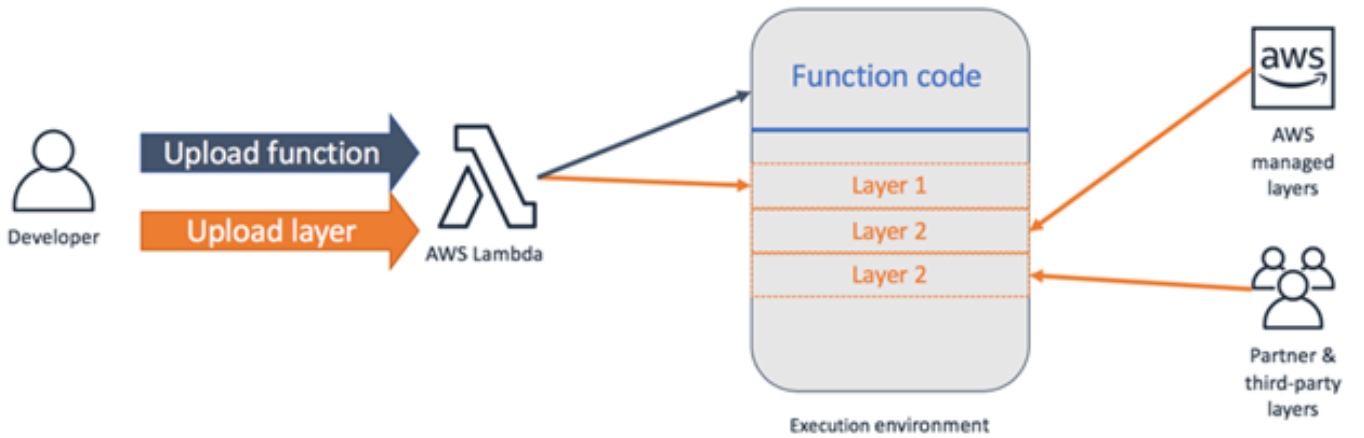 Developer
Upload function
Upload layer
AWS Lambda
Function code
Layer 1
Layer 2
Layer 2
Execution environment
aws
AWS
managed
layers
Partner &
third-party
layers